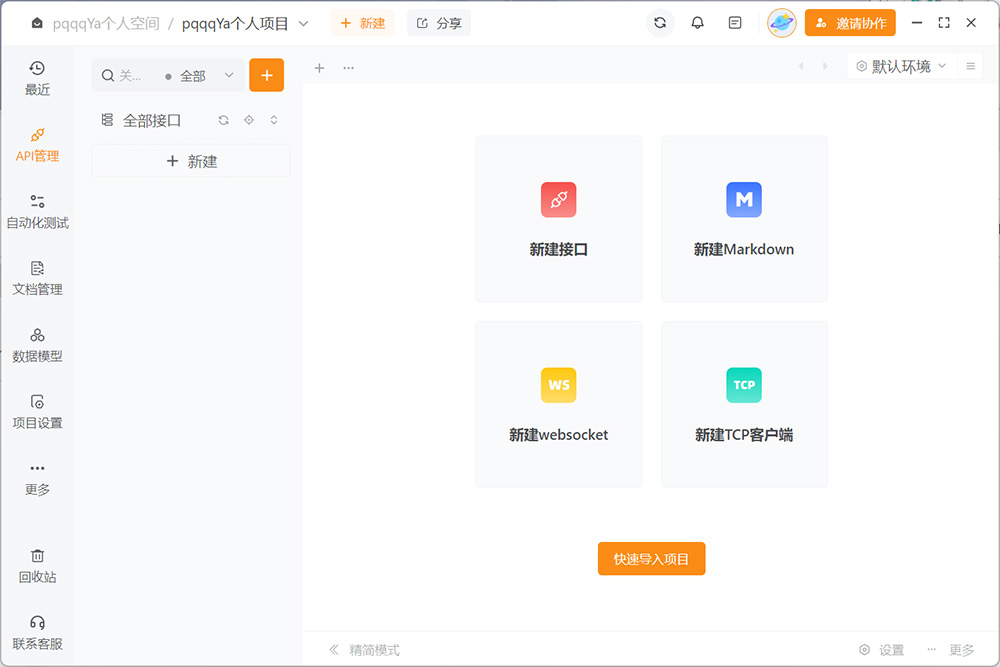 pqqqYa个人空间 / pqqqYa个人项目
+ 新建
分享
邀请协作
最近
API管理
自动化测试
文档管理
数据模型
项目设置
更多
回收站
联系客服
关...
全部
全部接口
+ 新建
默认环境
新建接口
M
新建Markdown
WS
新建websocket
TCP
新建TCP客户端
快速导入项目
精简模式
设置
更多